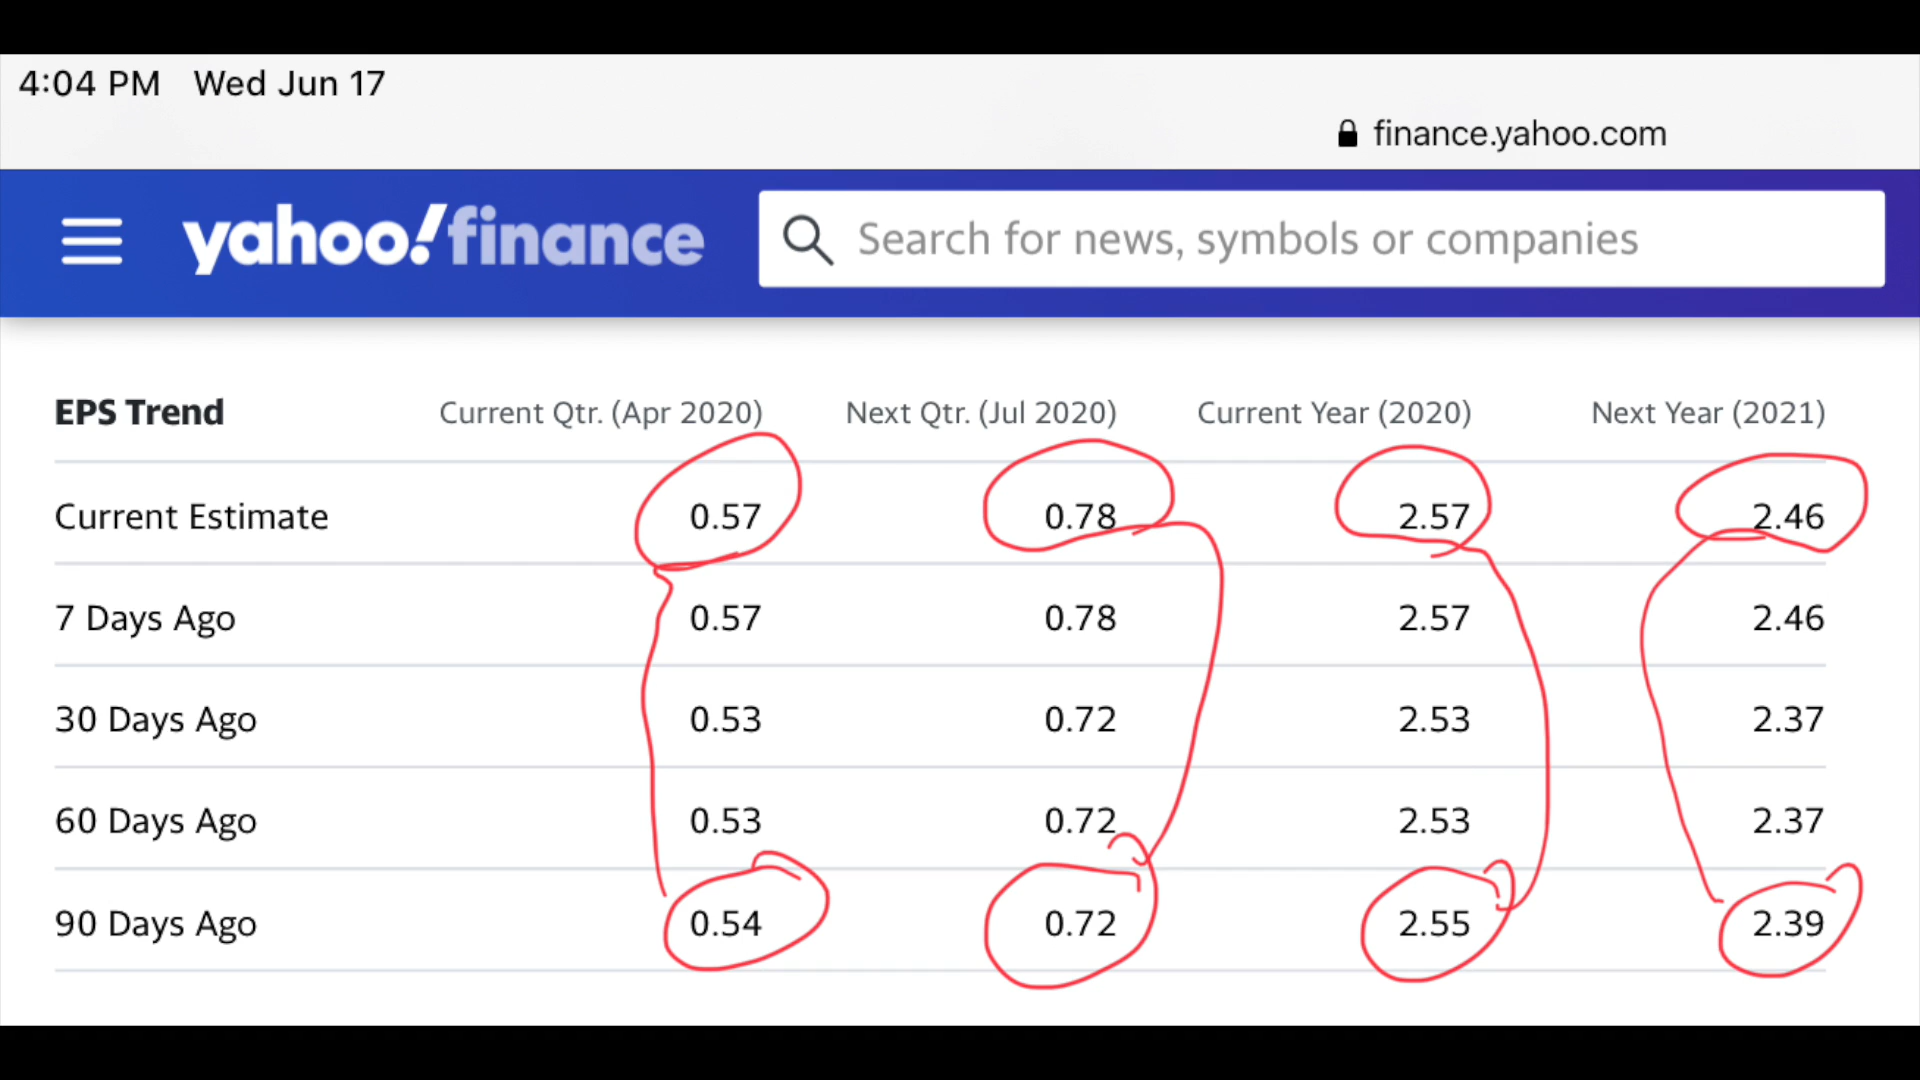 4:04 PM Wed Jun 17
finance.yahoo.com
yahoo!finance Search for news, symbols or companies
EPS Trend Current Qtr. (Apr 2020) Next Qtr. (Jul 2020) Current Year (2020) Next Year (2021)
Current Estimate 0.57 0.78 2.57 2.46
7 Days Ago 0.57 0.78 2.57 2.46
30 Days Ago 0.53 0.72 2.53 2.37
60 Days Ago 0.53 0.72 2.53 2.37
90 Days Ago 0.54 0.72 2.55 2.39